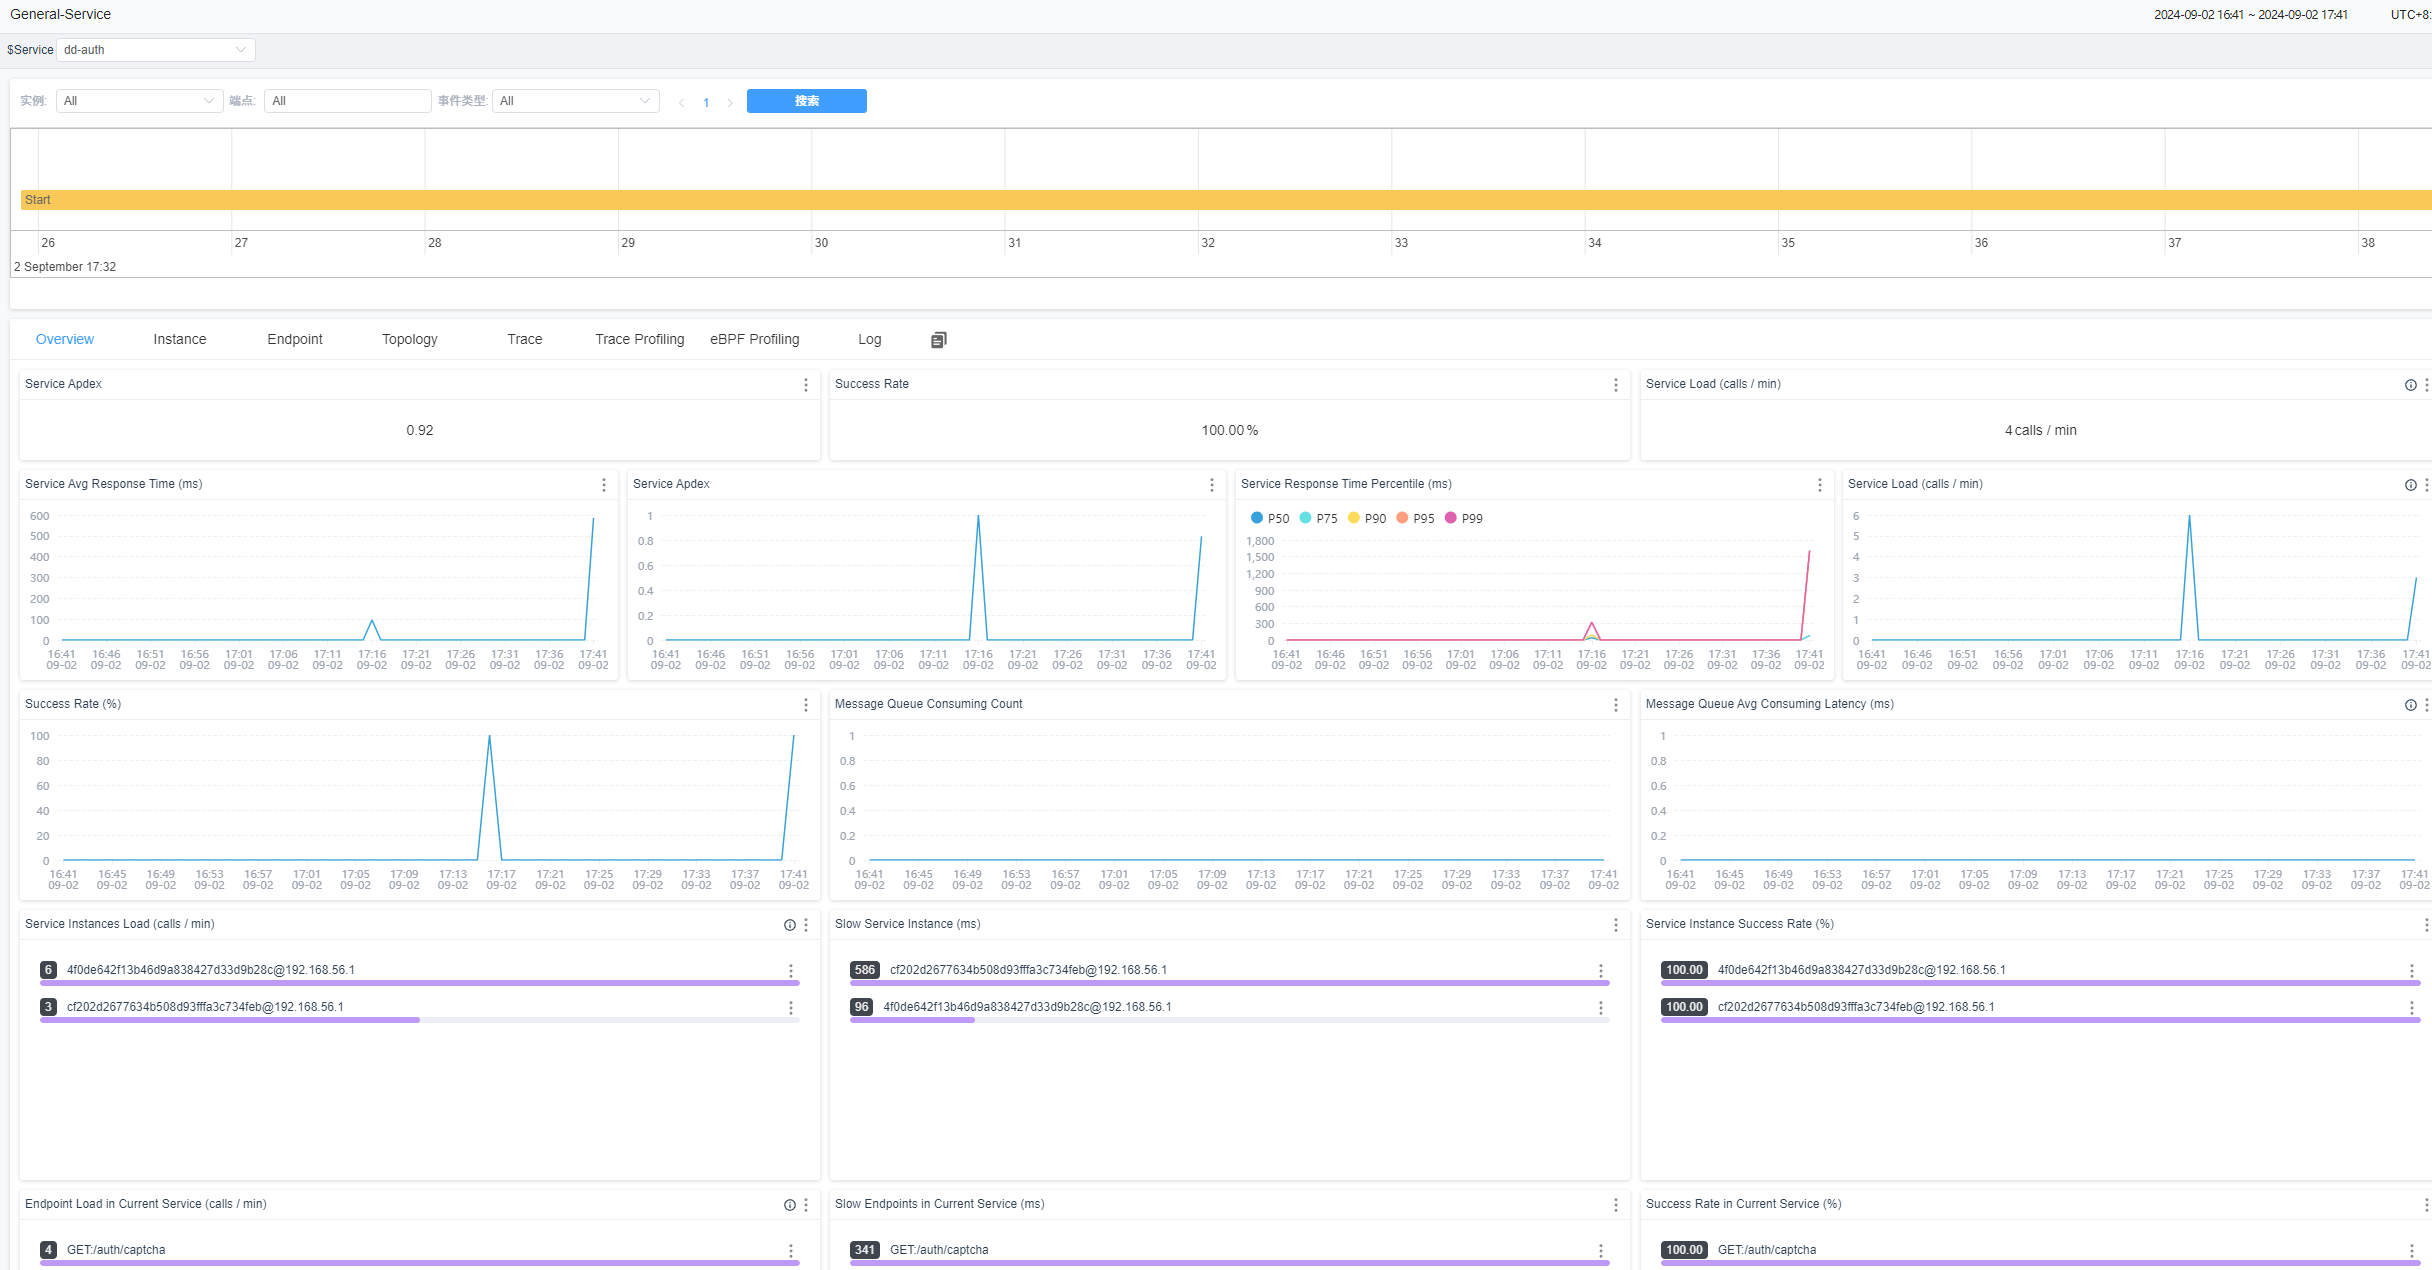 General-Service 2024-09-02 16:41 ~ 2024-09-02 17:41 UTC+8:
$Service dd-auth
实例: All 端点: All 事件类型: All 1 搜索
Start
26 27 28 29 30 31 32 33 34 35 36 37 38
2 September 17:32
Overview Instance Endpoint Topology Trace Trace Profiling eBPF Profiling Log
Service Apdex
0.92
Success Rate
100.00 %
Service Load (calls / min)
4 calls / min
Service Avg Response Time (ms)
600
500
400
300
200
100
0
16:41 16:46 16:51 16:56 17:01 17:06 17:11 17:16 17:21 17:26 17:31 17:36 17:41
09-02 09-02 09-02 09-02 09-02 09-02 09-02 09-02 09-02 09-02 09-02 09-02 09-02
Service Apdex
1
0.8
0.6
0.4
0.2
0
16:41 16:46 16:51 16:56 17:01 17:06 17:11 17:16 17:21 17:26 17:31 17:36 17:41
09-02 09-02 09-02 09-02 09-02 09-02 09-02 09-02 09-02 09-02 09-02 09-02 09-02
Service Response Time Percentile (ms)
P50 P75 P90 P95 P99
1,800
1,500
1,200
900
600
300
0
16:41 16:46 16:51 16:56 17:01 17:06 17:11 17:16 17:21 17:26 17:31 17:36 17:41
09-02 09-02 09-02 09-02 09-02 09-02 09-02 09-02 09-02 09-02 09-02 09-02 09-02
Service Load (calls / min)
6
5
4
3
2
1
0
16:41 16:46 16:51 16:56 17:01 17:06 17:11 17:16 17:21 17:26 17:31 17:36 17:41
09-02 09-02 09-02 09-02 09-02 09-02 09-02 09-02 09-02 09-02 09-02 09-02 09-02
Success Rate (%)
100
80
60
40
20
0
16:41 16:45 16:49 16:53 16:57 17:01 17:05 17:09 17:13 17:17 17:21 17:25 17:29 17:33 17:37 17:41
09-02 09-02 09-02 09-02 09-02 09-02 09-02 09-02 09-02 09-02 09-02 09-02 09-02 09-02 09-02 09-02
Message Queue Consuming Count
1
0.8
0.6
0.4
0.2
0
16:41 16:45 16:49 16:53 16:57 17:01 17:05 17:09 17:13 17:17 17:21 17:25 17:29 17:33 17:37 17:41
09-02 09-02 09-02 09-02 09-02 09-02 09-02 09-02 09-02 09-02 09-02 09-02 09-02 09-02 09-02 09-02
Message Queue Avg Consuming Latency (ms)
1
0.8
0.6
0.4
0.2
0
16:41 16:45 16:49 16:53 16:57 17:01 17:05 17:09 17:13 17:17 17:21 17:25 17:29 17:33 17:37 17:41
09-02 09-02 09-02 09-02 09-02 09-02 09-02 09-02 09-02 09-02 09-02 09-02 09-02 09-02 09-02 09-02
Service Instances Load (calls / min)
6 4f0de642f13b46d9a838427d33d9b28c@192.168.56.1
3 cf202d2677634b508d93fffa3c734feb@192.168.56.1
Slow Service Instance (ms)
586 cf202d2677634b508d93fffa3c734feb@192.168.56.1
96 4f0de642f13b46d9a838427d33d9b28c@192.168.56.1
Service Instance Success Rate (%)
100.00 4f0de642f13b46d9a838427d33d9b28c@192.168.56.1
100.00 cf202d2677634b508d93fffa3c734feb@192.168.56.1
Endpoint Load in Current Service (calls / min)
4 GET:/auth/captcha
Slow Endpoints in Current Service (ms)
341 GET:/auth/captcha
Success Rate in Current Service (%)
100.00 GET:/auth/captcha